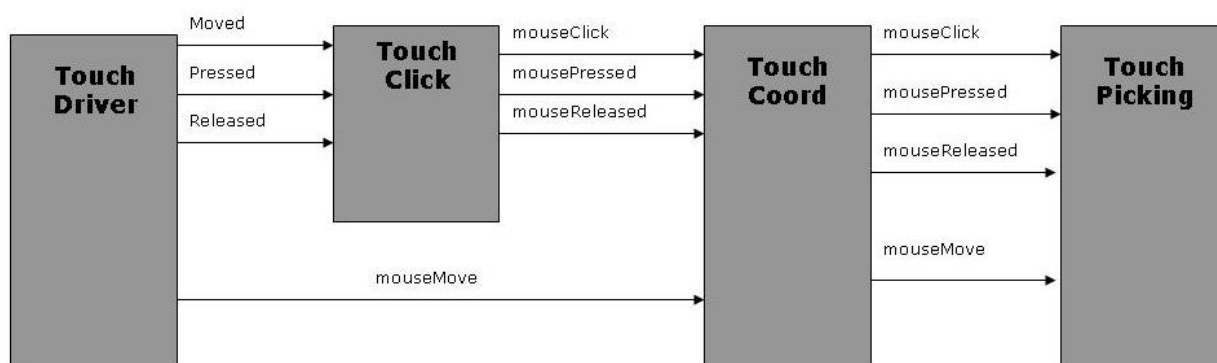 Touch
Driver
Moved
Pressed
Released
Touch
Click
mouseClick
mousePressed
mouseReleased
mouseMove
Touch
Coord
mouseClick
mousePressed
mouseReleased
mouseMove
Touch
Picking